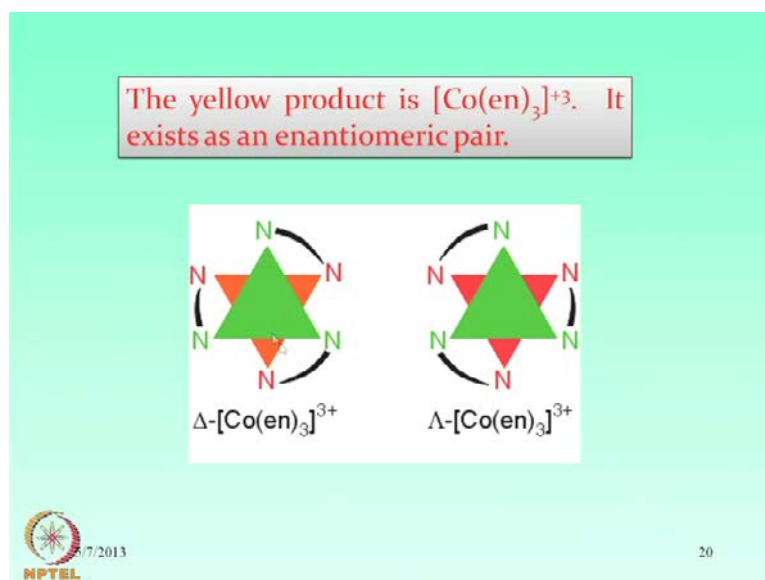 The yellow product is [Co(en)₃]⁺³. It
exists as an enantiomeric pair.
N N
N N
N N
N N
N N
N N
Δ-[Co(en)₃]³⁺ Λ-[Co(en)₃]³⁺
/7/2013 20
NPTEL